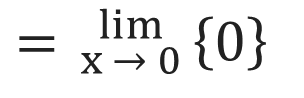 = lim x → 0 {0}